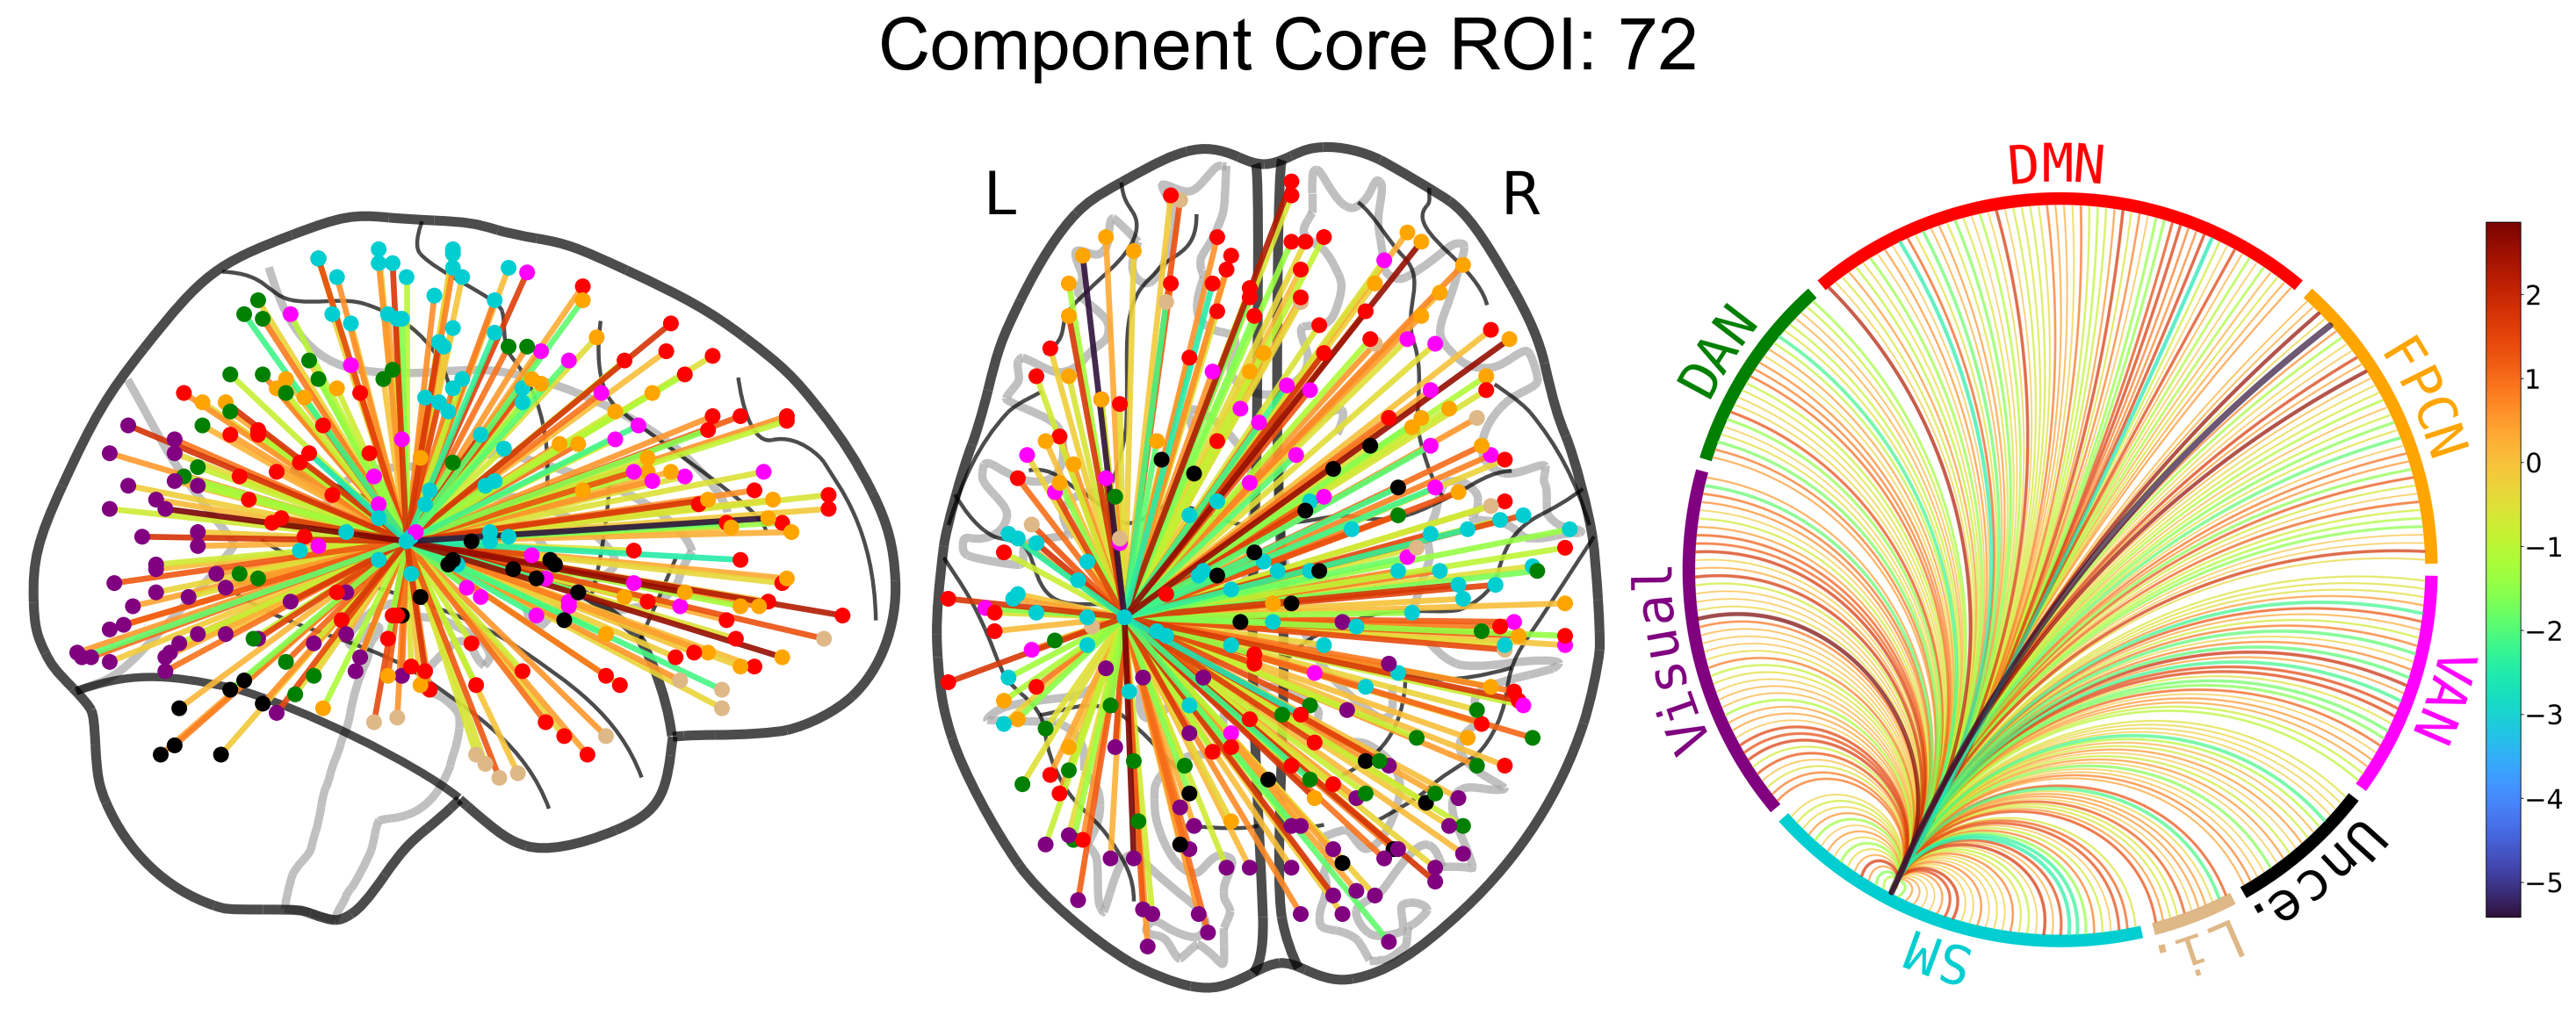 Component Core ROI: 72
L
R
DMN
FPCN
VAN
Unce.
Li.
SM
Visual
DAN
2
1
0
−1
−2
−3
−4
−5